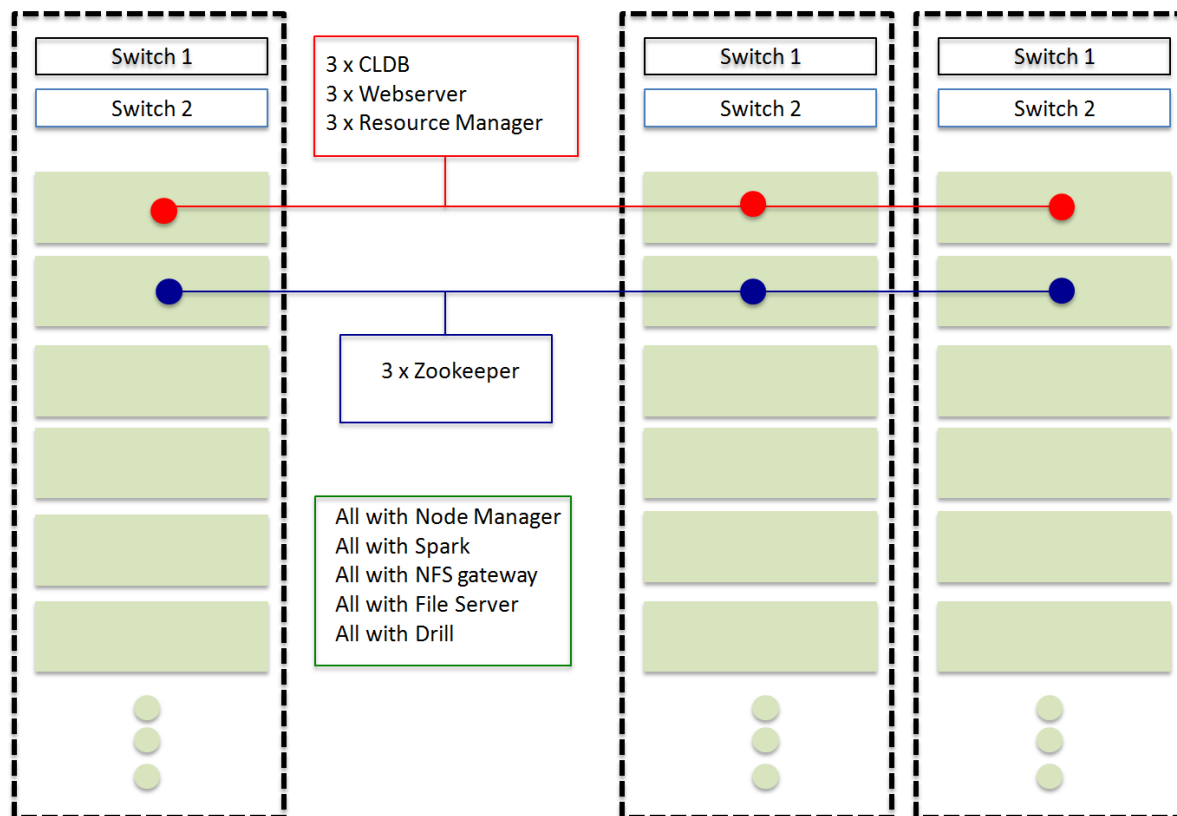 Switch 1
Switch 2
3 x CLDB
3 x Webserver
3 x Resource Manager
Switch 1
Switch 2
Switch 1
Switch 2
3 x Zookeeper
All with Node Manager
All with Spark
All with NFS gateway
All with File Server
All with Drill